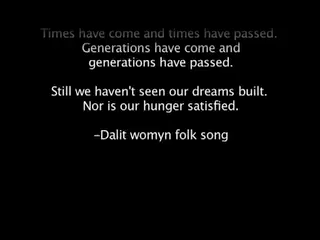 Times have come and times have passed.
Generations have come and
generations have passed.
Still we haven't seen our dreams built.
Nor is our hunger satisfied.
–Dalit womyn folk song